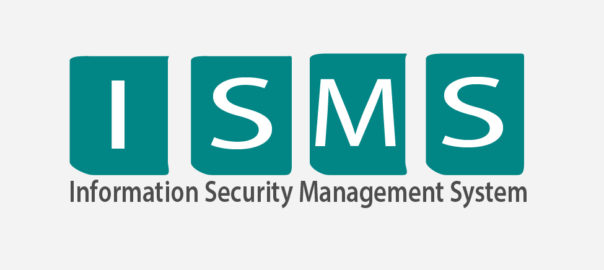 ISMS
Information Security Management System